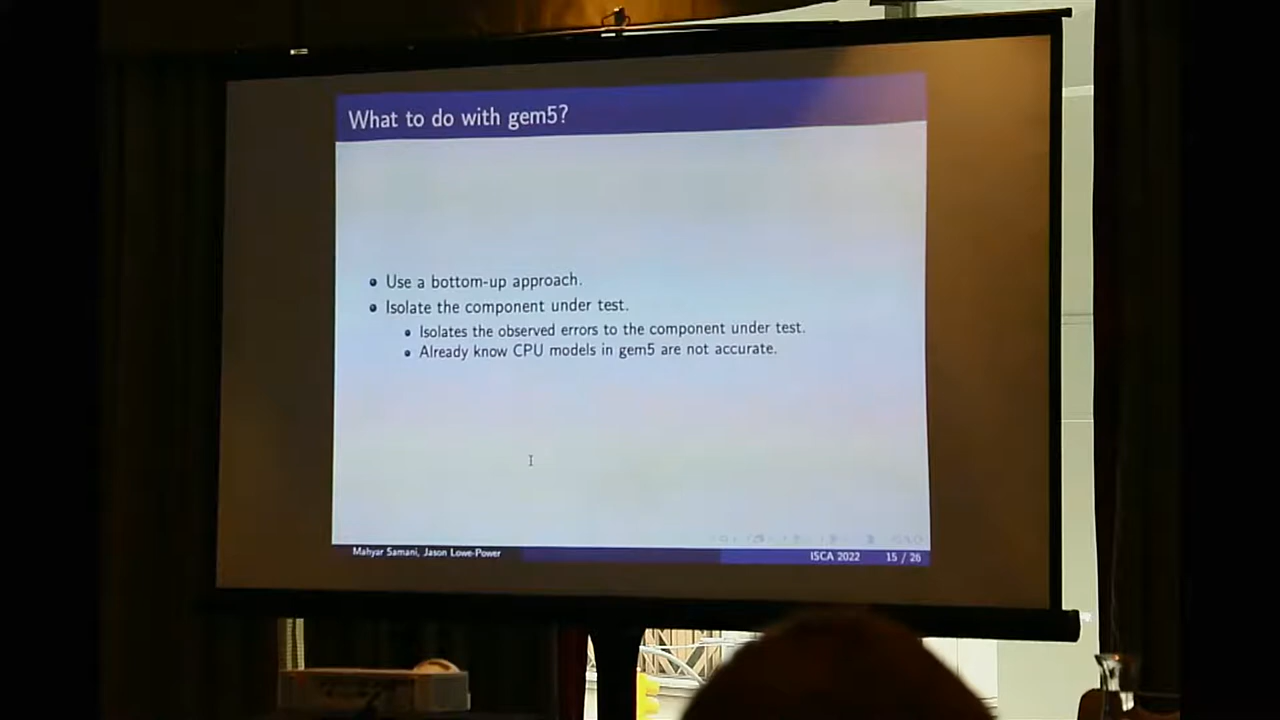 What to do with gem5?
Use a bottom-up approach.
Isolate the component under test.
Isolates the observed errors to the component under test.
Already know CPU models in gem5 are not accurate.
Mahyar Samani, Jason Lowe-Power
ISCA 2022
15 / 26